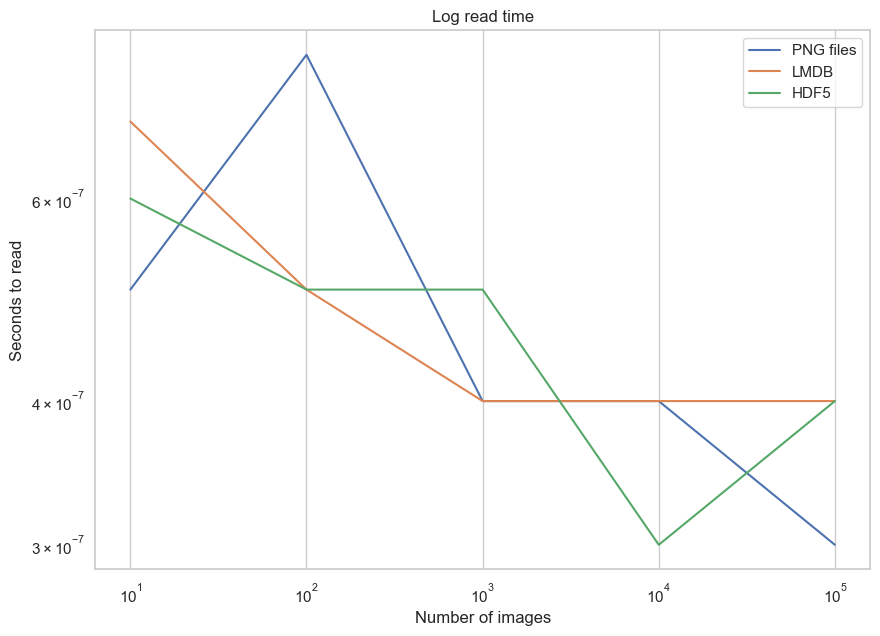 Log read time
PNG files
LMDB
HDF5
Seconds to read
6 × 10⁻⁷
4 × 10⁻⁷
3 × 10⁻⁷
10¹ 10² 10³ 10⁴ 10⁵
Number of images